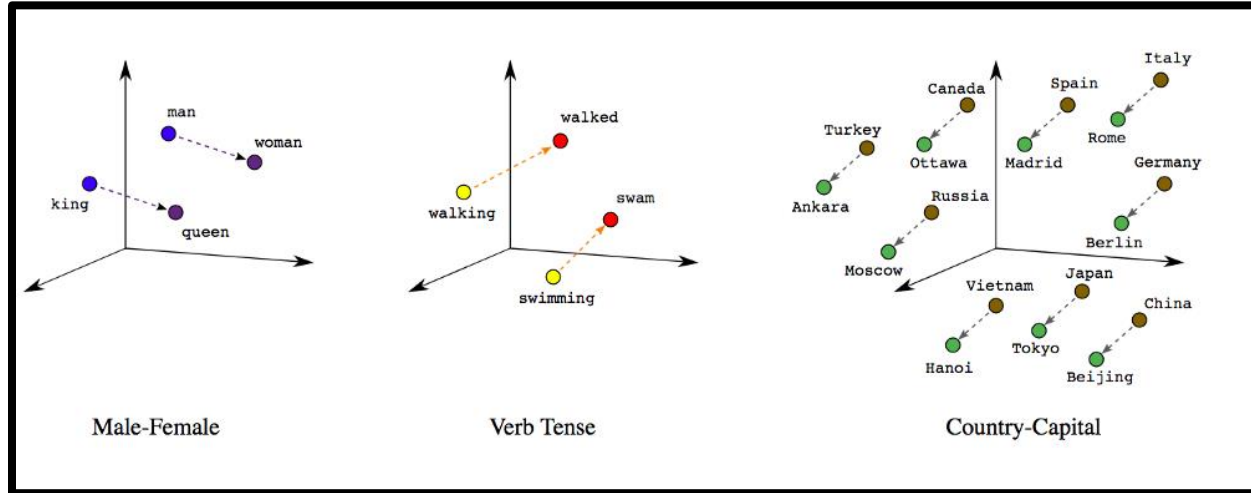 man
woman
king
queen
Male-Female
walked
swam
walking
swimming
Verb Tense
Italy
Spain
Canada
Rome
Turkey
Ottawa
Madrid
Germany
Ankara
Russia
Berlin
Moscow
Japan
Vietnam
China
Tokyo
Hanoi
Beijing
Country-Capital